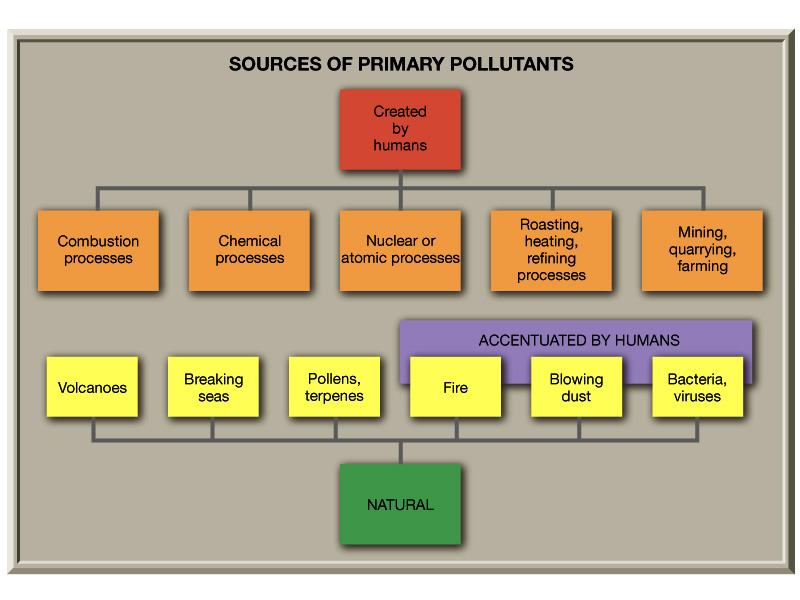 SOURCES OF PRIMARY POLLUTANTS
Created
by
humans
Combustion
processes
Chemical
processes
Nuclear or
atomic processes
Roasting,
heating,
refining
processes
Mining,
quarrying,
farming
ACCENTUATED BY HUMANS
Volcanoes
Breaking
seas
Pollens,
terpenes
Fire
Blowing
dust
Bacteria,
viruses
NATURAL